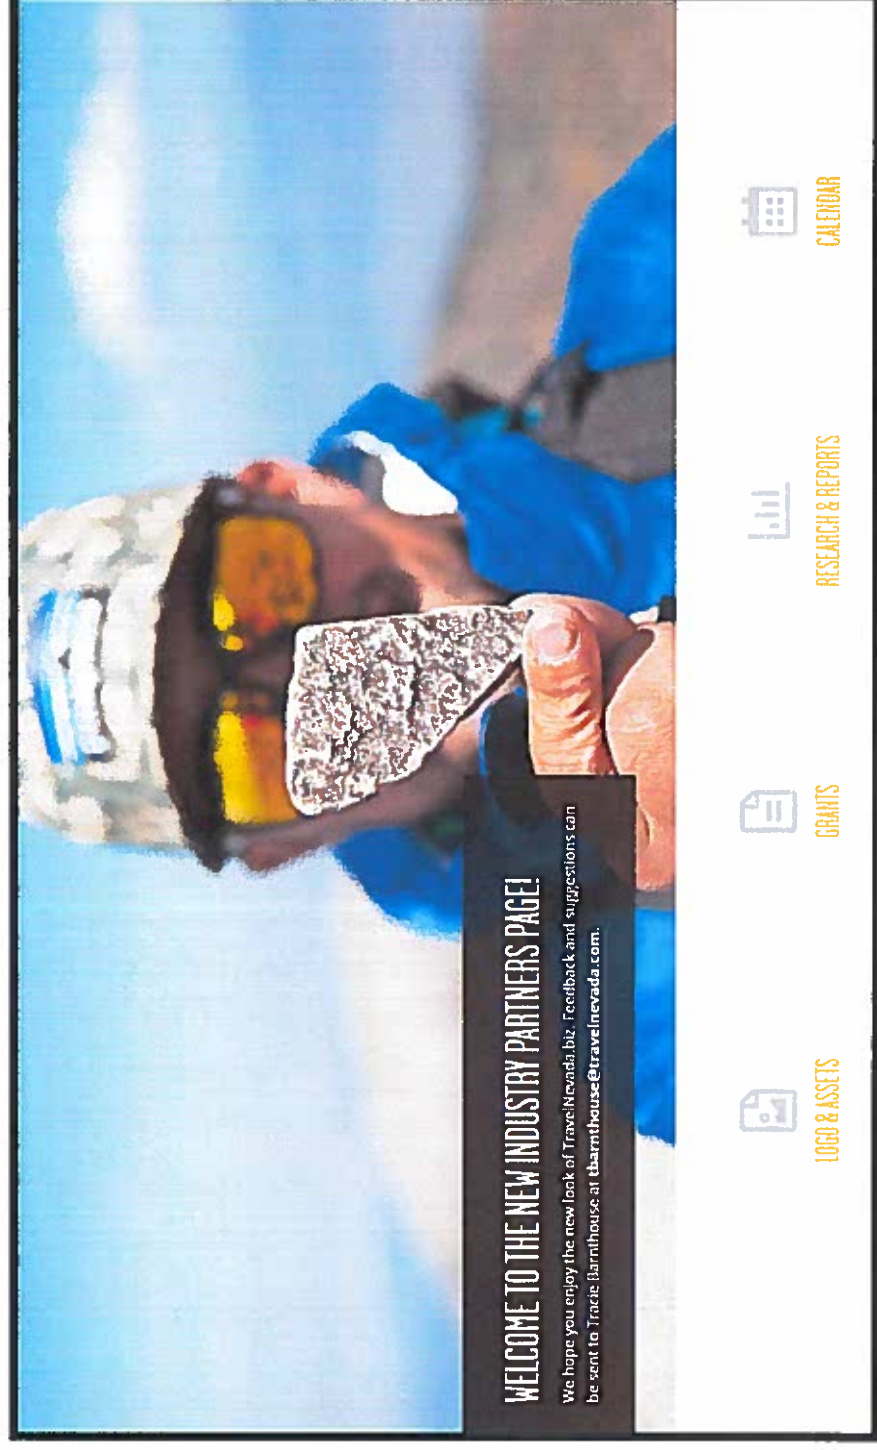 WELCOME TO THE NEW INDUSTRY PARTNERS PAGE!
We hope you enjoy the new look of TravelNevada.biz. Feedback and suggestions can
be sent to Tracie Barnthouse at tbarnthouse@travelnevada.com.
LOGO & ASSETS
GRANTS
RESEARCH & REPORTS
CALENDAR